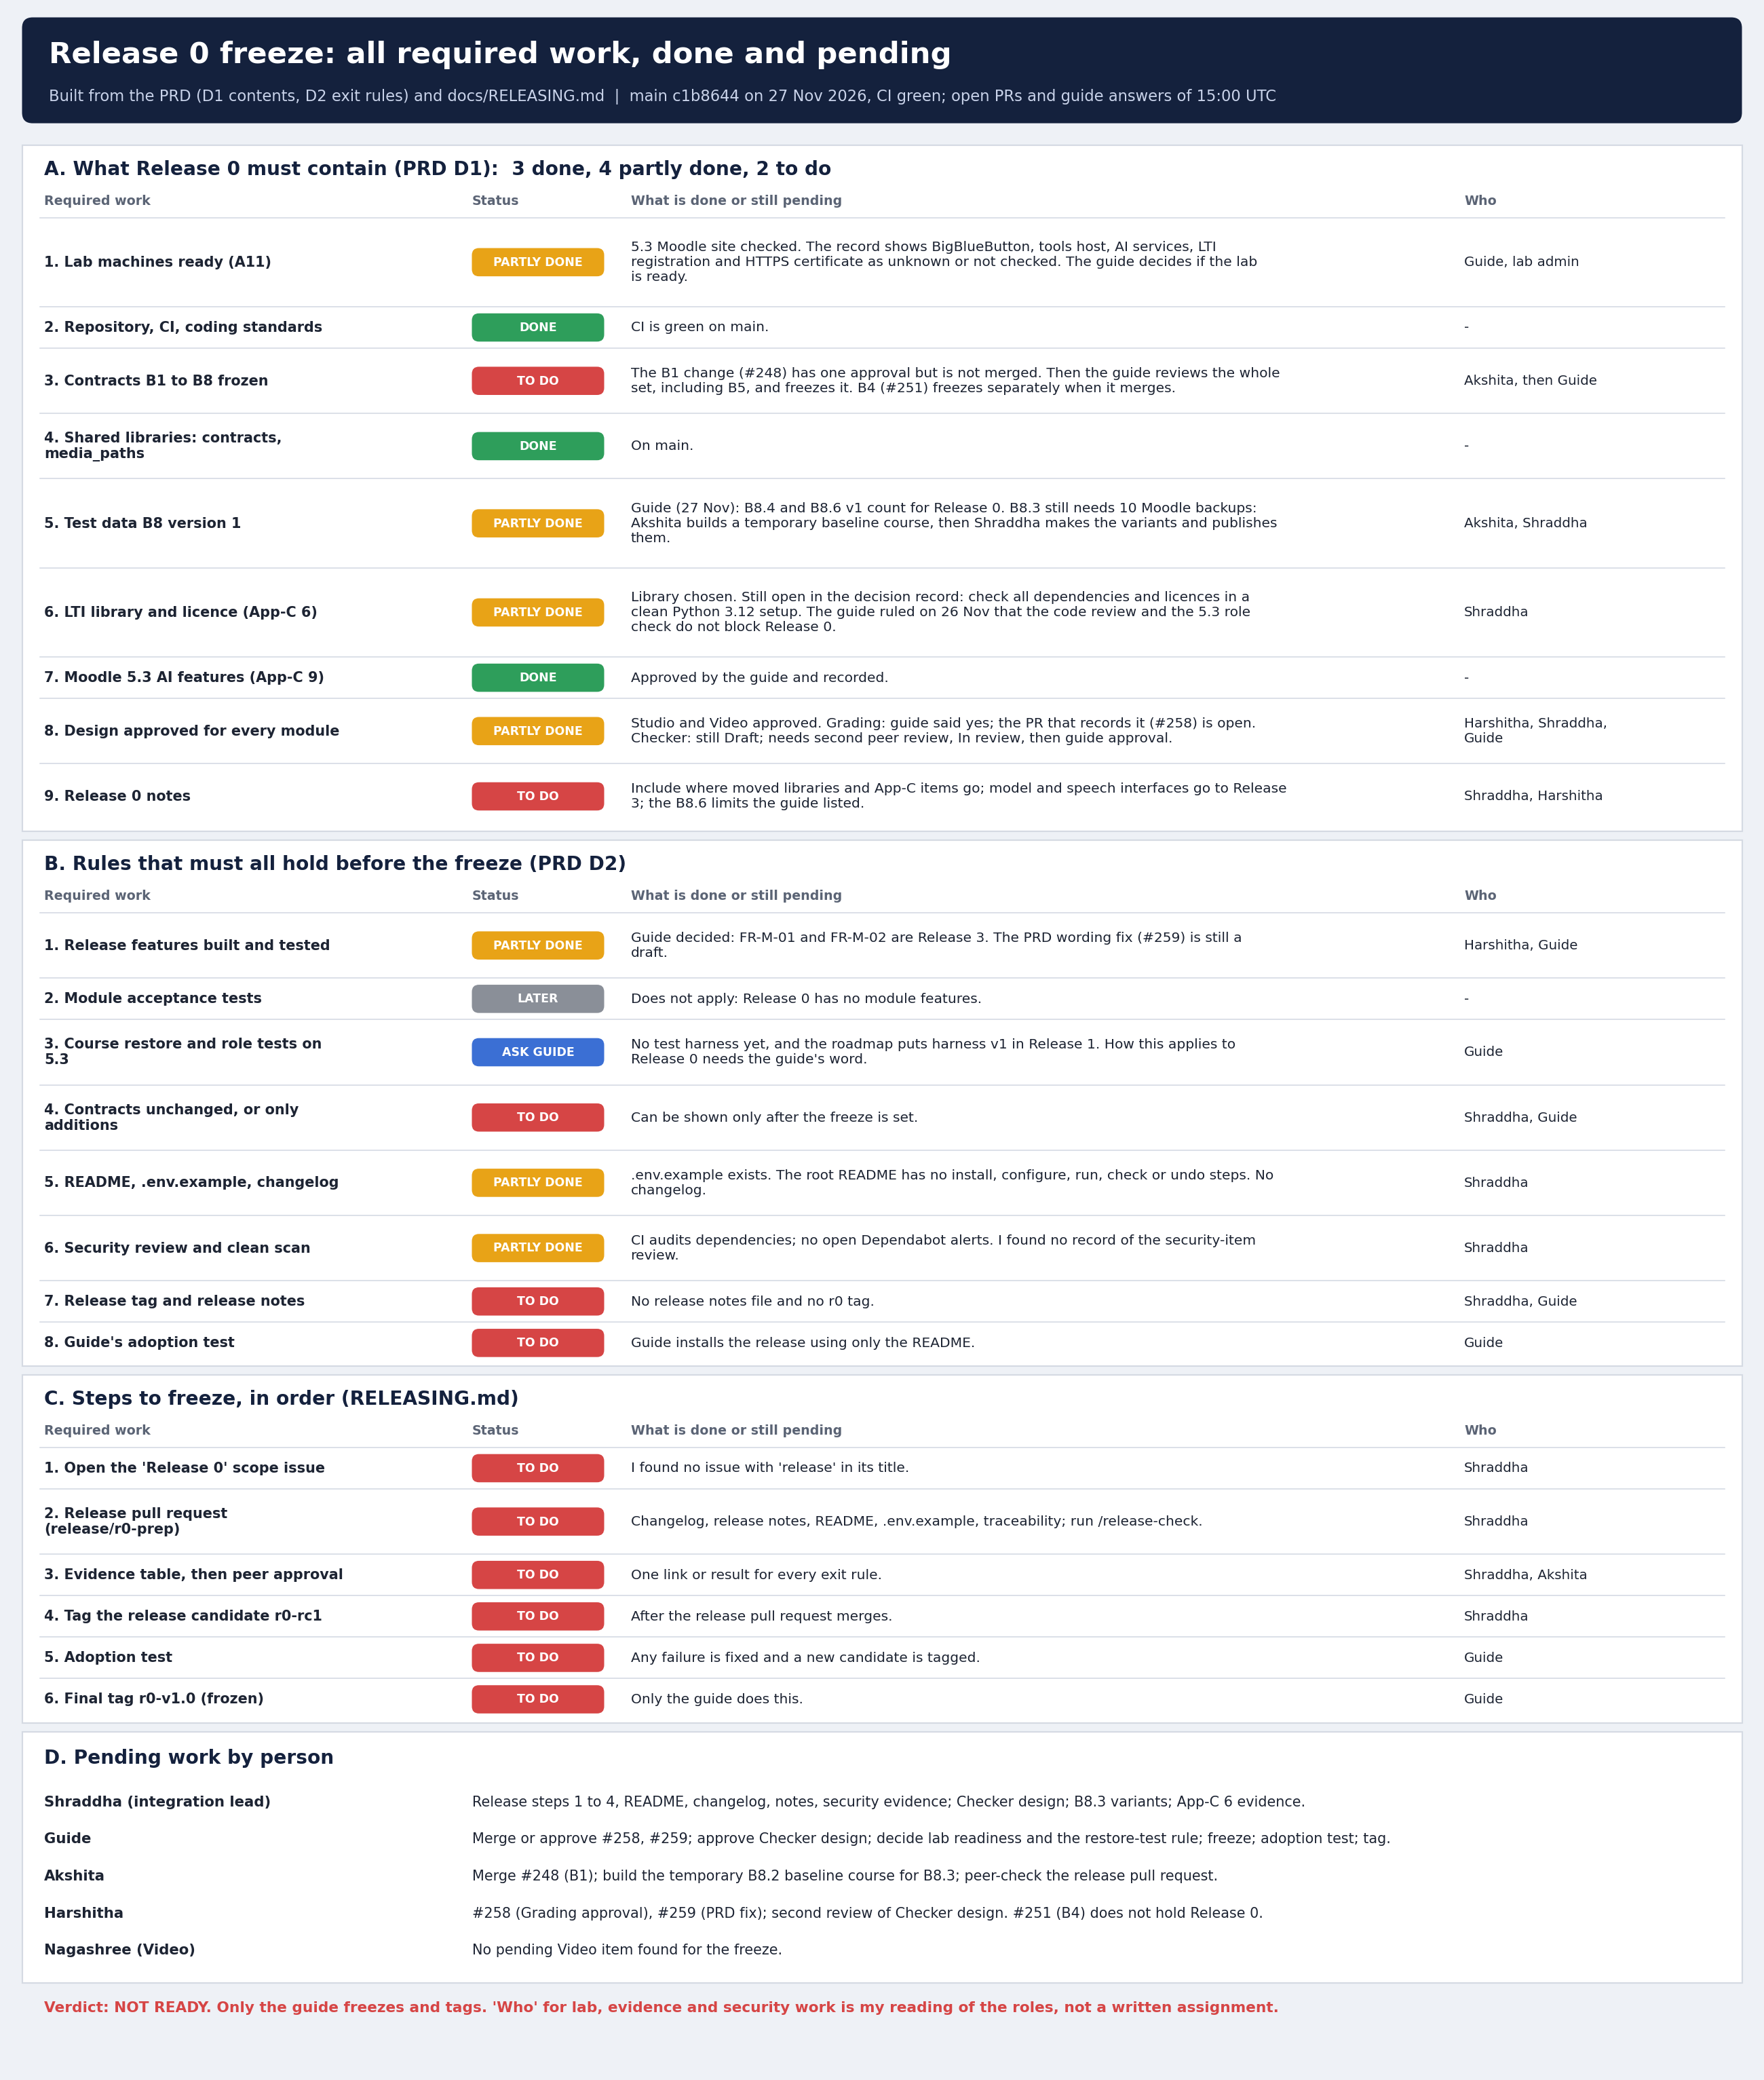 Release 0 freeze: all required work, done and pending
Built from the PRD (D1 contents, D2 exit rules) and docs/RELEASING.md | main c1b8644 on 27 Nov 2026, CI green; open PRs and guide answers of 15:00 UTC
A. What Release 0 must contain (PRD D1): 3 done, 4 partly done, 2 to do
Required work Status What is done or still pending Who
1. Lab machines ready (A11)
PARTLY DONE
5.3 Moodle site checked. The record shows BigBlueButton, tools host, AI services, LTI
registration and HTTPS certificate as unknown or not checked. The guide decides if the lab
is ready.
Guide, lab admin
2. Repository, CI, coding standards
DONE
CI is green on main.
-
3. Contracts B1 to B8 frozen
TO DO
The B1 change (#248) has one approval but is not merged. Then the guide reviews the whole
set, including B5, and freezes it. B4 (#251) freezes separately when it merges.
Akshita, then Guide
4. Shared libraries: contracts,
media_paths
DONE
On main.
-
5. Test data B8 version 1
PARTLY DONE
Guide (27 Nov): B8.4 and B8.6 v1 count for Release 0. B8.3 still needs 10 Moodle backups:
Akshita builds a temporary baseline course, then Shraddha makes the variants and publishes
them.
Akshita, Shraddha
6. LTI library and licence (App-C 6)
PARTLY DONE
Library chosen. Still open in the decision record: check all dependencies and licences in a
clean Python 3.12 setup. The guide ruled on 26 Nov that the code review and the 5.3 role
check do not block Release 0.
Shraddha
7. Moodle 5.3 AI features (App-C 9)
DONE
Approved by the guide and recorded.
-
8. Design approved for every module
PARTLY DONE
Studio and Video approved. Grading: guide said yes; the PR that records it (#258) is open.
Checker: still Draft; needs second peer review, In review, then guide approval.
Harshitha, Shraddha,
Guide
9. Release 0 notes
TO DO
Include where moved libraries and App-C items go; model and speech interfaces go to Release
3; the B8.6 limits the guide listed.
Shraddha, Harshitha
B. Rules that must all hold before the freeze (PRD D2)
Required work Status What is done or still pending Who
1. Release features built and tested
PARTLY DONE
Guide decided: FR-M-01 and FR-M-02 are Release 3. The PRD wording fix (#259) is still a
draft.
Harshitha, Guide
2. Module acceptance tests
LATER
Does not apply: Release 0 has no module features.
-
3. Course restore and role tests on
5.3
ASK GUIDE
No test harness yet, and the roadmap puts harness v1 in Release 1. How this applies to
Release 0 needs the guide's word.
Guide
4. Contracts unchanged, or only
additions
TO DO
Can be shown only after the freeze is set.
Shraddha, Guide
5. README, .env.example, changelog
PARTLY DONE
.env.example exists. The root README has no install, configure, run, check or undo steps. No
changelog.
Shraddha
6. Security review and clean scan
PARTLY DONE
CI audits dependencies; no open Dependabot alerts. I found no record of the security-item
review.
Shraddha
7. Release tag and release notes
TO DO
No release notes file and no r0 tag.
Shraddha, Guide
8. Guide's adoption test
TO DO
Guide installs the release using only the README.
Guide
C. Steps to freeze, in order (RELEASING.md)
Required work Status What is done or still pending Who
1. Open the 'Release 0' scope issue
TO DO
I found no issue with 'release' in its title.
Shraddha
2. Release pull request
(release/r0-prep)
TO DO
Changelog, release notes, README, .env.example, traceability; run /release-check.
Shraddha
3. Evidence table, then peer approval
TO DO
One link or result for every exit rule.
Shraddha, Akshita
4. Tag the release candidate r0-rc1
TO DO
After the release pull request merges.
Shraddha
5. Adoption test
TO DO
Any failure is fixed and a new candidate is tagged.
Guide
6. Final tag r0-v1.0 (frozen)
TO DO
Only the guide does this.
Guide
D. Pending work by person
Shraddha (integration lead)
Release steps 1 to 4, README, changelog, notes, security evidence; Checker design; B8.3 variants; App-C 6 evidence.
Guide
Merge or approve #258, #259; approve Checker design; decide lab readiness and the restore-test rule; freeze; adoption test; tag.
Akshita
Merge #248 (B1); build the temporary B8.2 baseline course for B8.3; peer-check the release pull request.
Harshitha
#258 (Grading approval), #259 (PRD fix); second review of Checker design. #251 (B4) does not hold Release 0.
Nagashree (Video)
No pending Video item found for the freeze.
Verdict: NOT READY. Only the guide freezes and tags. 'Who' for lab, evidence and security work is my reading of the roles, not a written assignment.